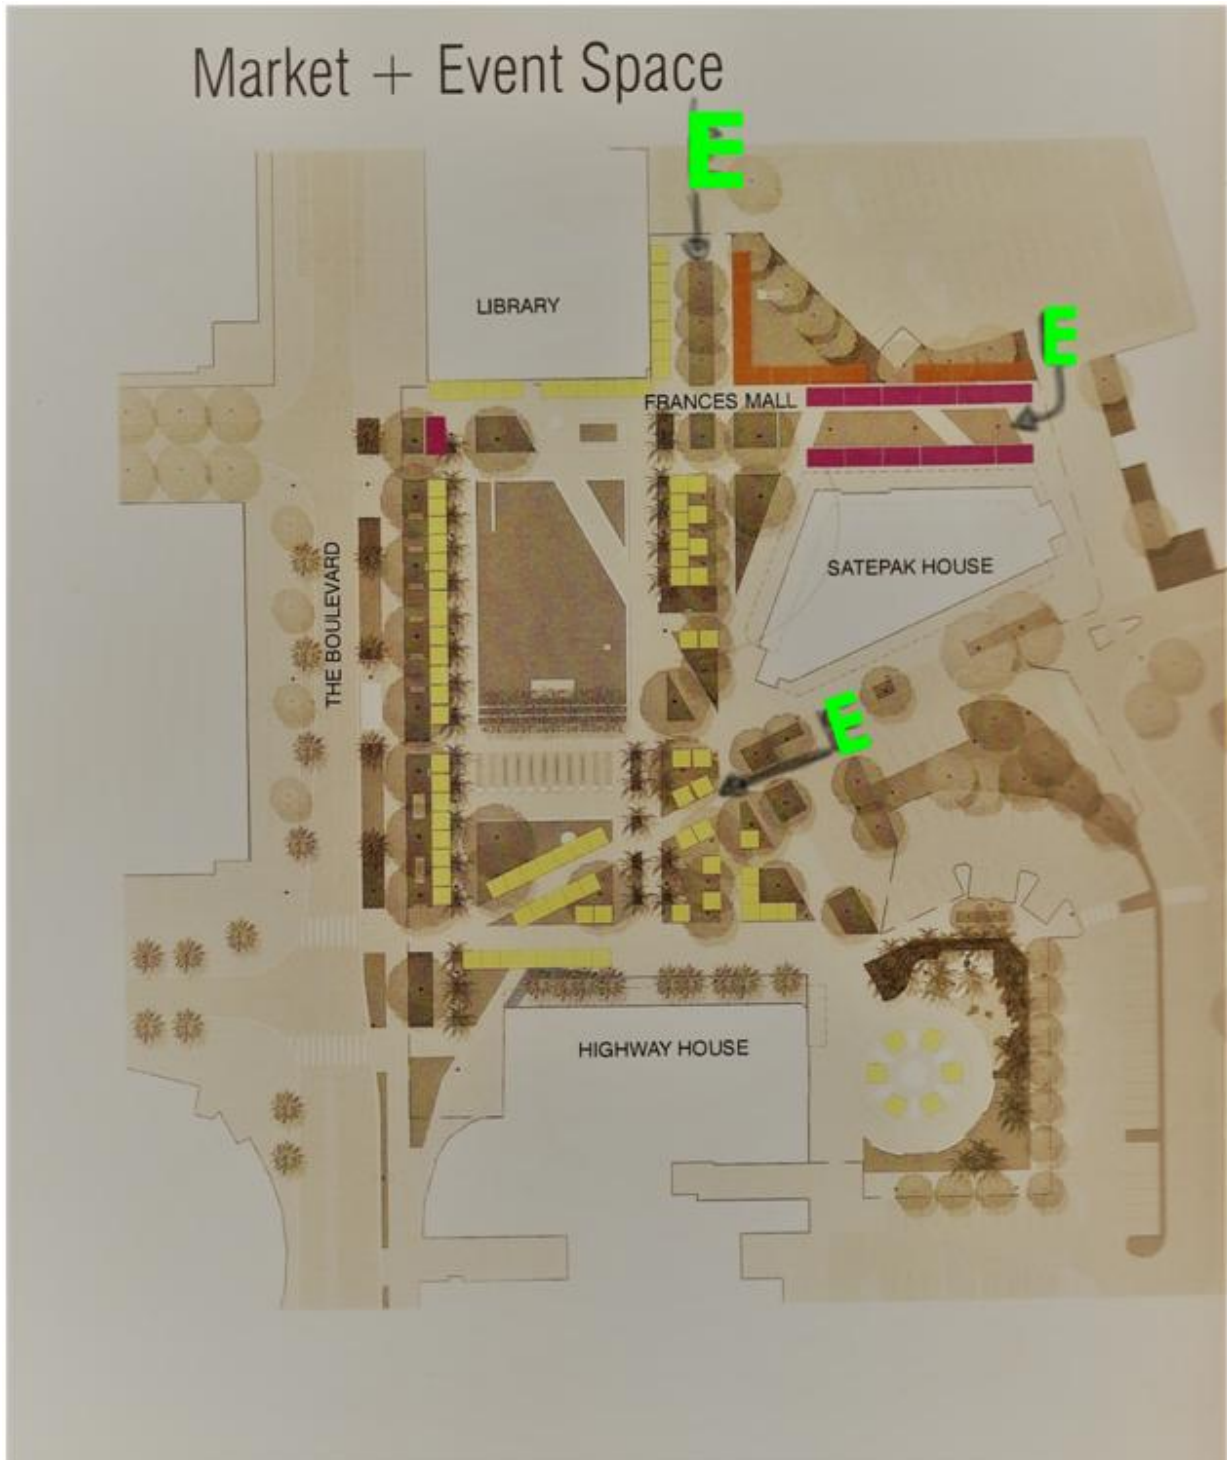 Market + Event Space
E
LIBRARY
E
FRANCES MALL
THE BOULEVARD
SATEPAK HOUSE
E
HIGHWAY HOUSE